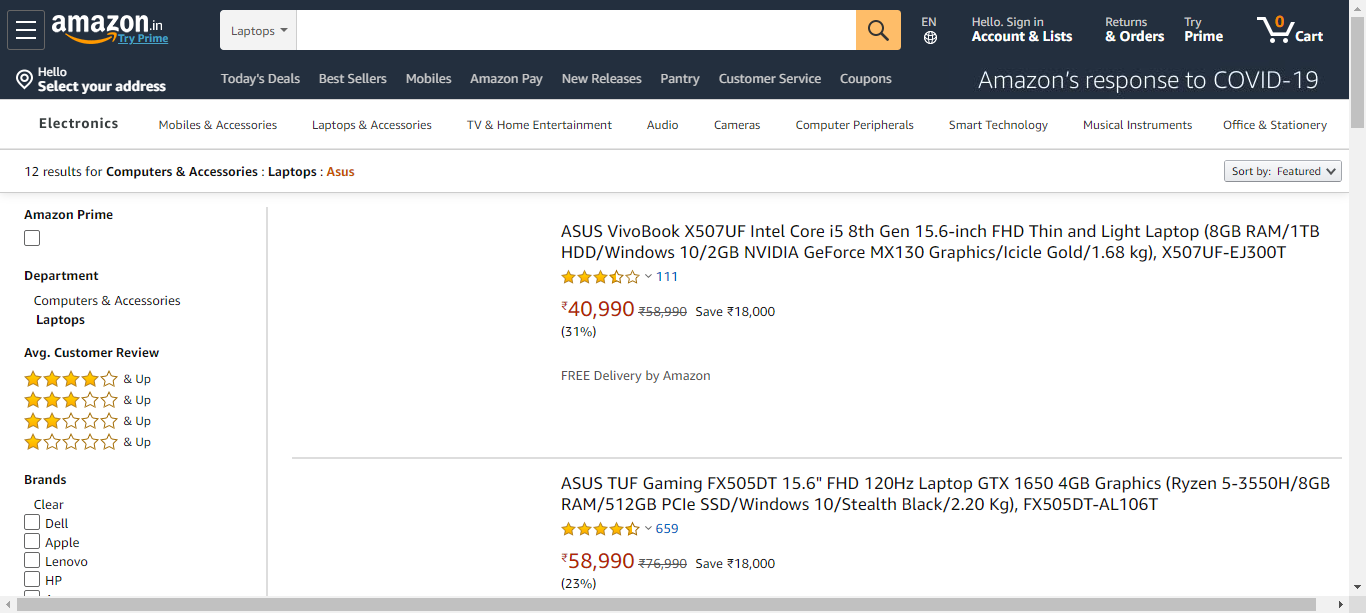 amazon.in
Try Prime
Laptops
EN
Hello. Sign in
Account & Lists
Returns
& Orders
Try
Prime
0
Cart
Hello
Select your address
Today's Deals
Best Sellers
Mobiles
Amazon Pay
New Releases
Pantry
Customer Service
Coupons
Amazon's response to COVID-19
Electronics
Mobiles & Accessories
Laptops & Accessories
TV & Home Entertainment
Audio
Cameras
Computer Peripherals
Smart Technology
Musical Instruments
Office & Stationery
12 results for Computers & Accessories : Laptops : Asus
Sort by: Featured
Amazon Prime
Department
Computers & Accessories
Laptops
Avg. Customer Review
& Up
& Up
& Up
& Up
Brands
Clear
Dell
Apple
Lenovo
HP
ASUS VivoBook X507UF Intel Core i5 8th Gen 15.6-inch FHD Thin and Light Laptop (8GB RAM/1TB
HDD/Windows 10/2GB NVIDIA GeForce MX130 Graphics/Icicle Gold/1.68 kg), X507UF-EJ300T
111
₹40,990 ₹58,990 Save ₹18,000
(31%)
FREE Delivery by Amazon
ASUS TUF Gaming FX505DT 15.6" FHD 120Hz Laptop GTX 1650 4GB Graphics (Ryzen 5-3550H/8GB
RAM/512GB PCIe SSD/Windows 10/Stealth Black/2.20 Kg), FX505DT-AL106T
659
₹58,990 ₹76,990 Save ₹18,000
(23%)